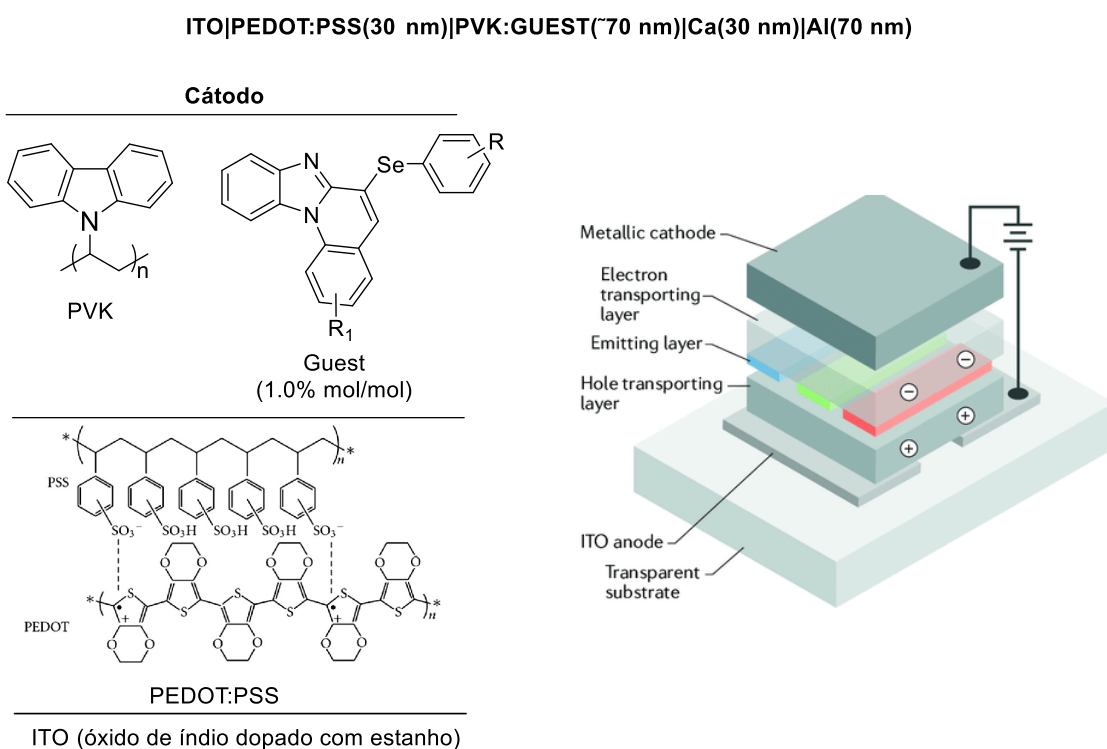 ITO|PEDOT:PSS(30 nm)|PVK:GUEST(~70 nm)|Ca(30 nm)|Al(70 nm)
Cátodo
N
n
PVK
N
N
Se
R
R1
Guest
(1.0% mol/mol)
* * n
PSS
SO3− SO3H SO3H SO3H SO3−
O O O O O O
* S S S S S S * n
+ +
PEDOT
O O O O O O
PEDOT:PSS
ITO (óxido de índio dopado com estanho)
Metallic cathode
Electron
transporting
layer
Emitting layer
Hole transporting
layer
− −
+ +
ITO anode
Transparent
substrate